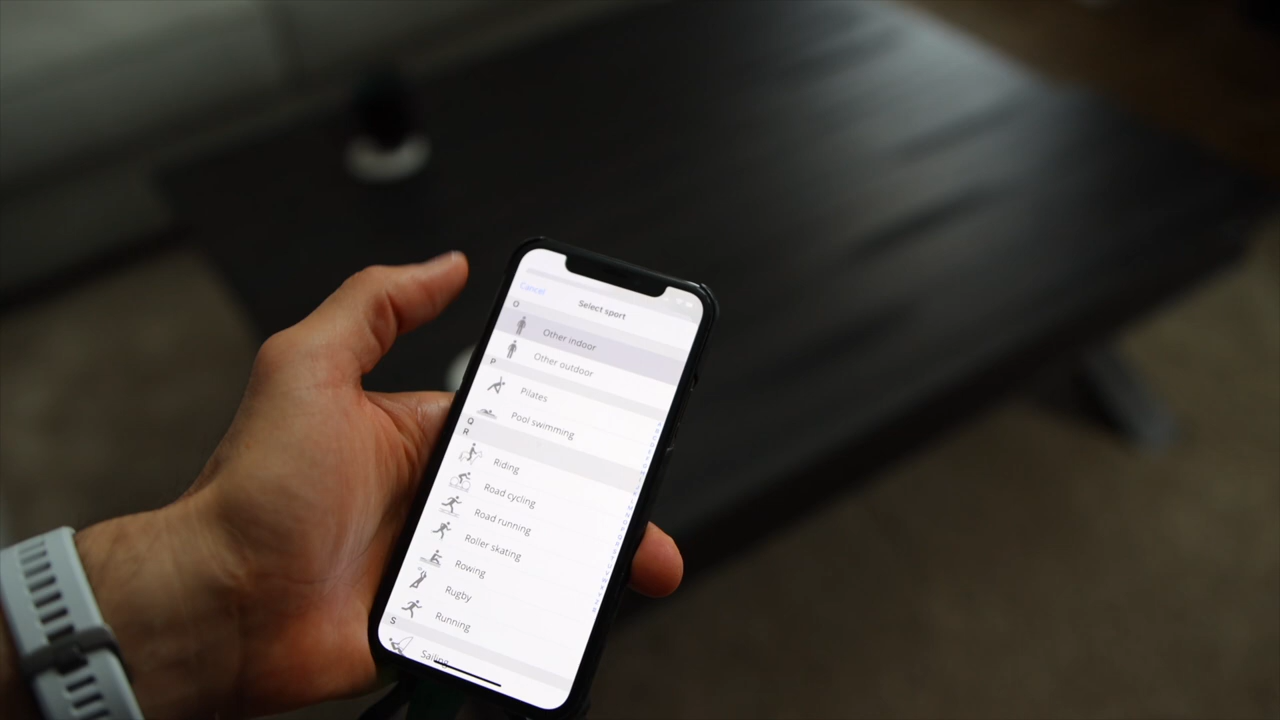 Cancel
Select sport
O
Other indoor
Other outdoor
P
Pilates
Pool swimming
Q
R
Riding
Road cycling
Road running
Roller skating
Rowing
Rugby
Running
S
Sailing